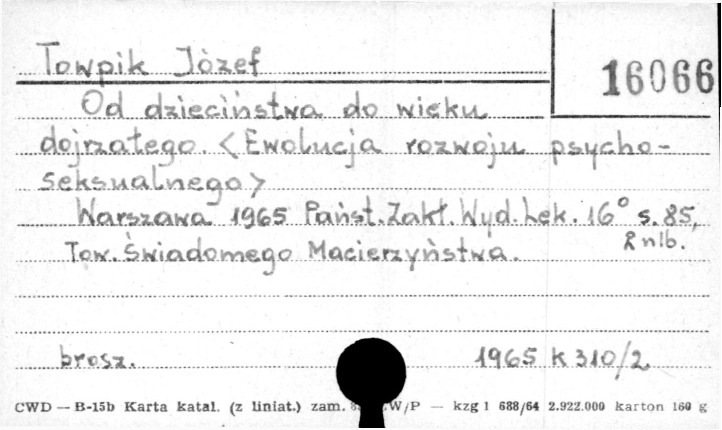 Towpik Józef
16066
Od dzieciństwa do wieku
dojrzałego. <Ewolucja rozwoju psycho-
seksualnego>
Warszawa 1965 Państ. Zakł. Wyd. Lek. 16° s. 85,
2 nlb.
Tow. Świadomego Macierzyństwa.
brosz.
1965 K 310/2
CWD — B-15b Karta katal. (z liniat.) zam. W/P — kzg 1 688/64 2.922.000 karton 160 g